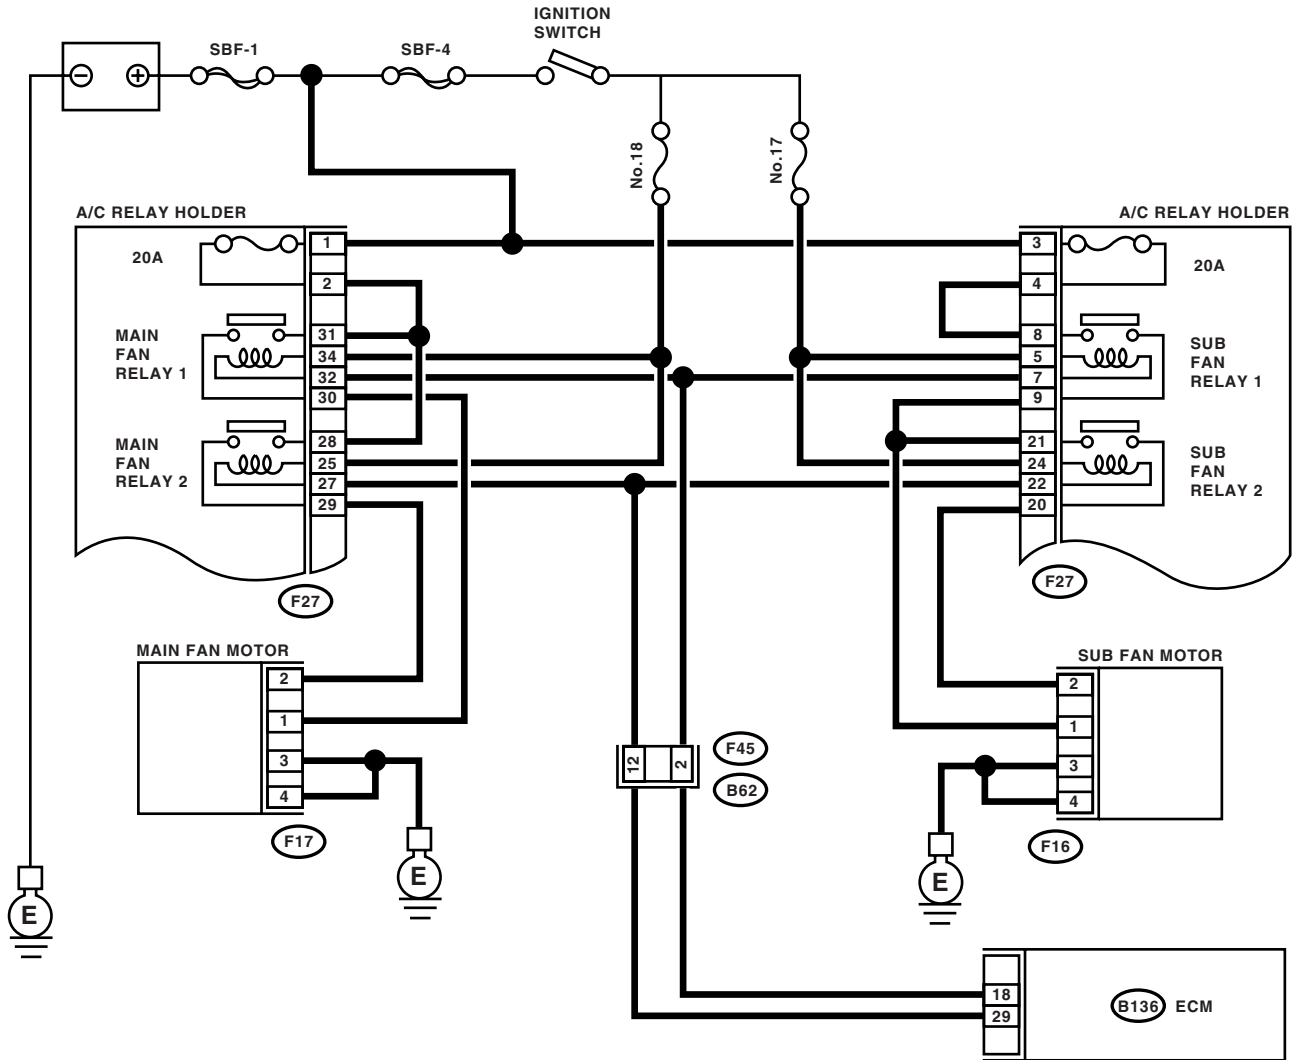 IGNITION
SWITCH
SBF-1
SBF-4
− +
No.18
No.17
A/C RELAY HOLDER
A/C RELAY HOLDER
20A
1
2
MAIN
FAN
RELAY 1
31
34
32
30
MAIN
FAN
RELAY 2
28
25
27
29
F27
3
4
20A
8
5
7
9
SUB
FAN
RELAY 1
21
24
22
20
SUB
FAN
RELAY 2
F27
MAIN FAN MOTOR
2
1
3
4
F17
E
E
12
2
F45
B62
SUB FAN MOTOR
2
1
3
4
F16
E
18
29
B136 ECM